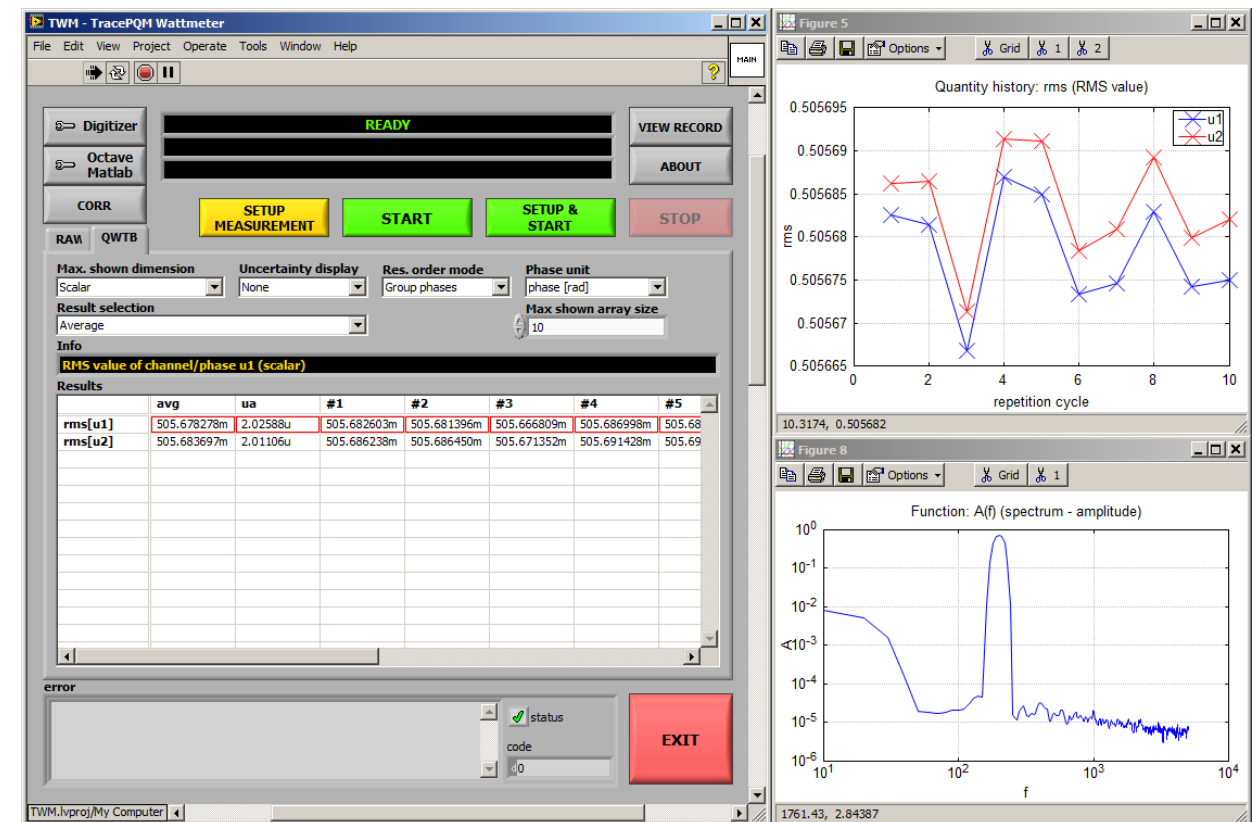 TWM - TracePQM Wattmeter
File Edit View Project Operate Tools Window Help
MAIN
Digitizer
READY
VIEW RECORD
Octave
Matlab
ABOUT
CORR
SETUP
MEASUREMENT
START
SETUP &
START
STOP
RAW QWTB
Max. shown dimension Uncertainty display Res. order mode Phase unit
Scalar None Group phases phase [rad]
Result selection Max shown array size
Average 10
Info
RMS value of channel/phase u1 (scalar)
Results
avg ua #1 #2 #3 #4 #5
rms[u1] 505.678278m 2.02588u 505.682603m 505.681396m 505.666809m 505.686998m 505.68
rms[u2] 505.683697m 2.01106u 505.686238m 505.686450m 505.671352m 505.691428m 505.69
error
status
code
d0
EXIT
TWM.lvproj/My Computer
Figure 5
Options Grid 1 2
Quantity history: rms (RMS value)
0.505695
0.50569
0.505685
0.50568
0.505675
0.50567
0.505665
rms
u1
u2
0 2 4 6 8 10
repetition cycle
10.3174, 0.505682
Figure 8
Options Grid 1
Function: A(f) (spectrum - amplitude)
10^0
10^-1
10^-2
10^-3
10^-4
10^-5
10^-6
A
10^1 10^2 10^3 10^4
f
1761.43, 2.84387